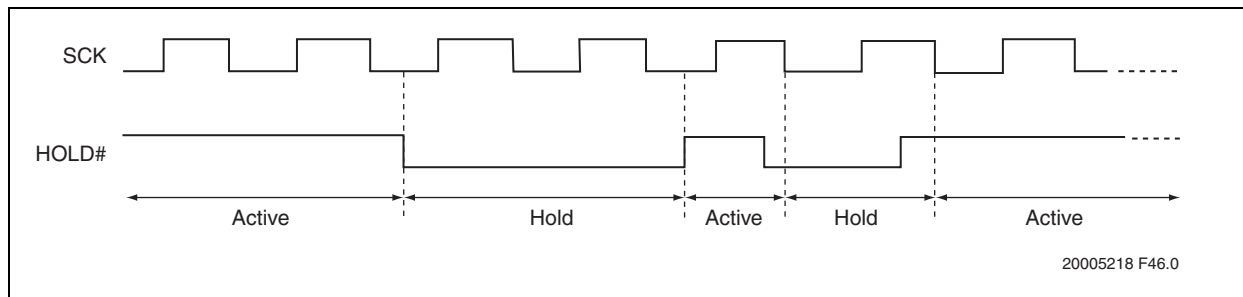 SCK
HOLD#
Active Hold Active Hold Active
20005218 F46.0